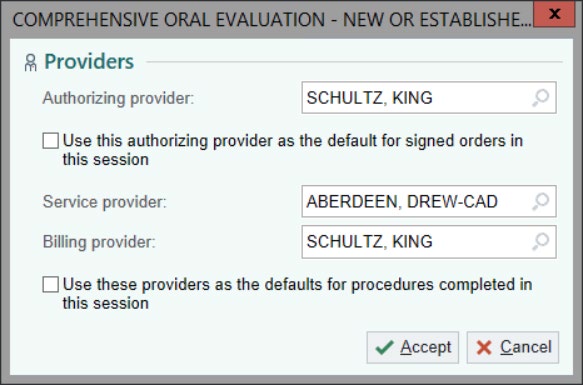 COMPREHENSIVE ORAL EVALUATION - NEW OR ESTABLISHE... x
Providers
Authorizing provider: SCHULTZ, KING
Use this authorizing provider as the default for signed orders in
this session
Service provider: ABERDEEN, DREW-CAD
Billing provider: SCHULTZ, KING
Use these providers as the defaults for procedures completed in
this session
Accept Cancel